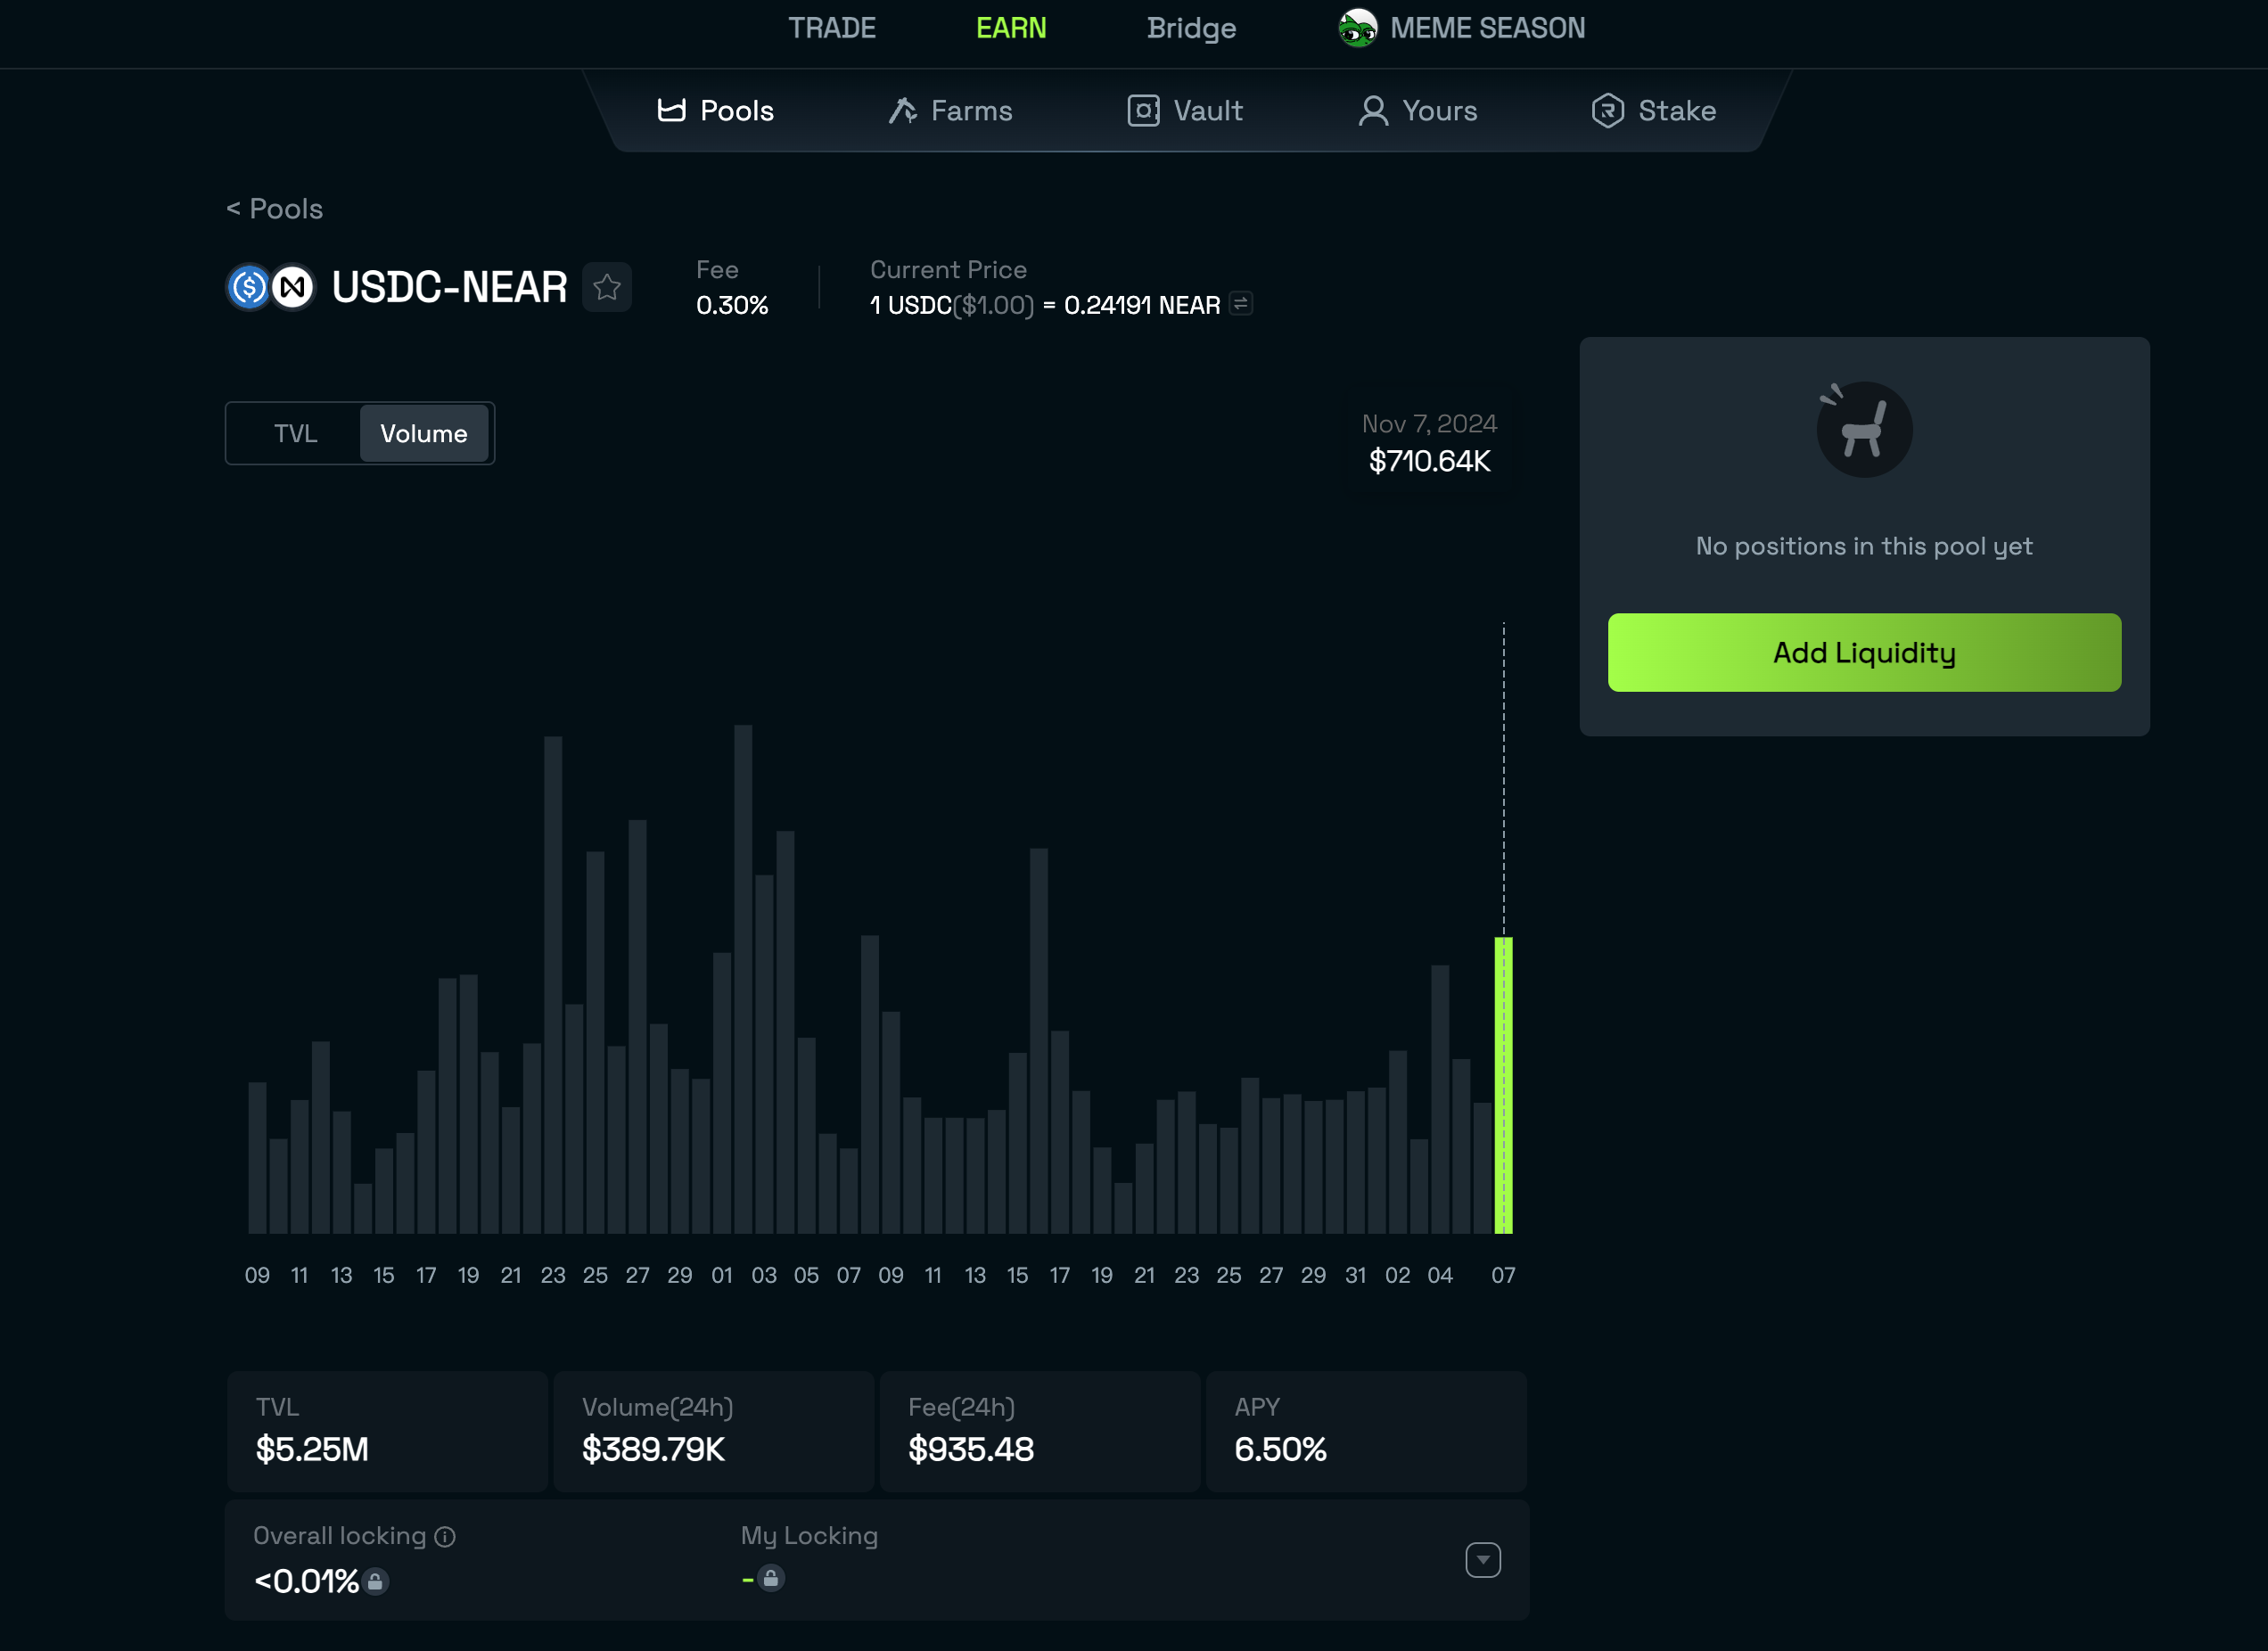 TRADE EARN Bridge MEME SEASON
Pools Farms Vault Yours Stake
< Pools
USDC-NEAR
Fee
0.30%
Current Price
1 USDC($1.00) = 0.24191 NEAR
TVL Volume
Nov 7, 2024
$710.64K
No positions in this pool yet
Add Liquidity
09 11 13 15 17 19 21 23 25 27 29 01 03 05 07 09 11 13 15 17 19 21 23 25 27 29 31 02 04 07
TVL
$5.25M
Volume(24h)
$389.79K
Fee(24h)
$935.48
APY
6.50%
Overall locking
<0.01%
My Locking
-